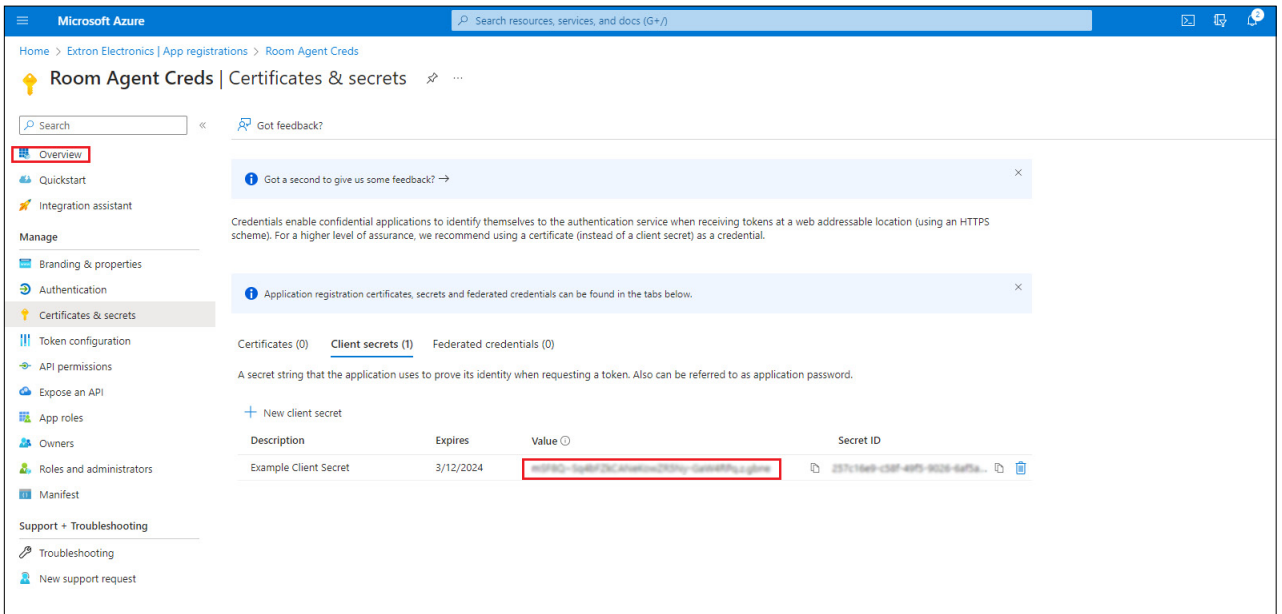 Microsoft Azure
Search resources, services, and docs (G+/)
2
Home > Extron Electronics | App registrations > Room Agent Creds
Room Agent Creds | Certificates & secrets
Search
Overview
Quickstart
Integration assistant
Manage
Branding & properties
Authentication
Certificates & secrets
Token configuration
API permissions
Expose an API
App roles
Owners
Roles and administrators
Manifest
Support + Troubleshooting
Troubleshooting
New support request
Got feedback?
Got a second to give us some feedback? →
Credentials enable confidential applications to identify themselves to the authentication service when receiving tokens at a web addressable location (using an HTTPS
scheme). For a higher level of assurance, we recommend using a certificate (instead of a client secret) as a credential.
Application registration certificates, secrets and federated credentials can be found in the tabs below.
Certificates (0) Client secrets (1) Federated credentials (0)
A secret string that the application uses to prove its identity when requesting a token. Also can be referred to as application password.
New client secret
Description Expires Value Secret ID
Example Client Secret 3/12/2024